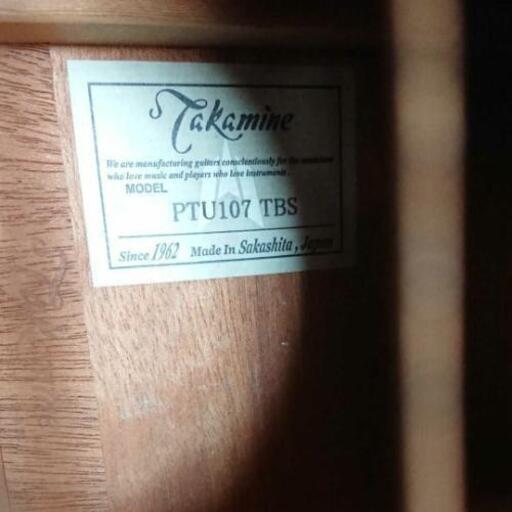 Takamine
We are manufacturing guitars conscientiously for the musicians
who love music and players who love instruments.
MODEL
PTU107 TBS
Since 1962 Made In Sakashita, Japan